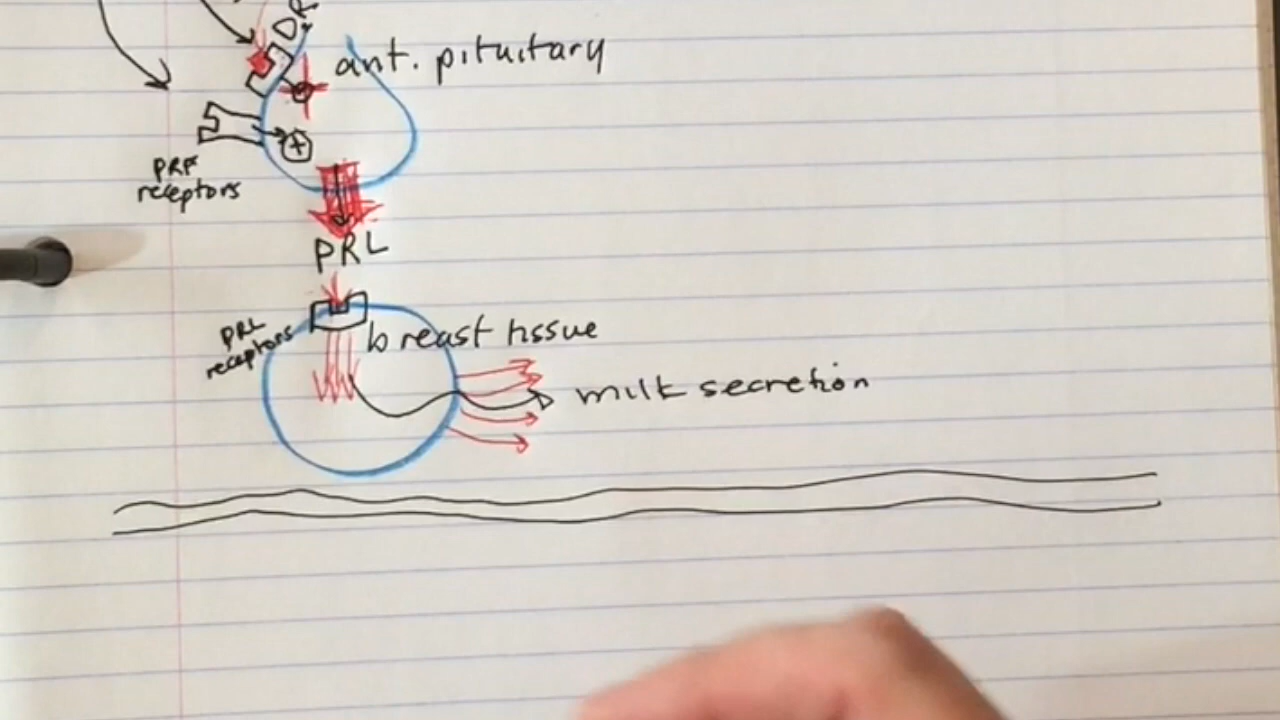 ant. pituitary
PRF
receptors
PRL
PRL
receptors
breast tissue
milk secretion